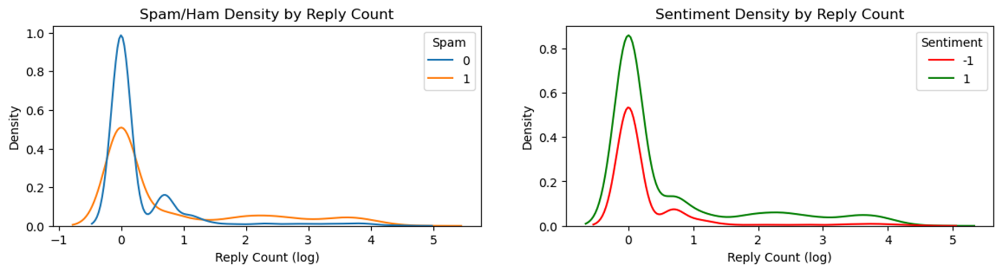 Spam/Ham Density by Reply Count
Density
1.0
0.8
0.6
0.4
0.2
0.0
−1 0 1 2 3 4 5
Reply Count (log)
Spam
0
1
Sentiment Density by Reply Count
Density
0.8
0.6
0.4
0.2
0.0
0 1 2 3 4 5
Reply Count (log)
Sentiment
-1
1